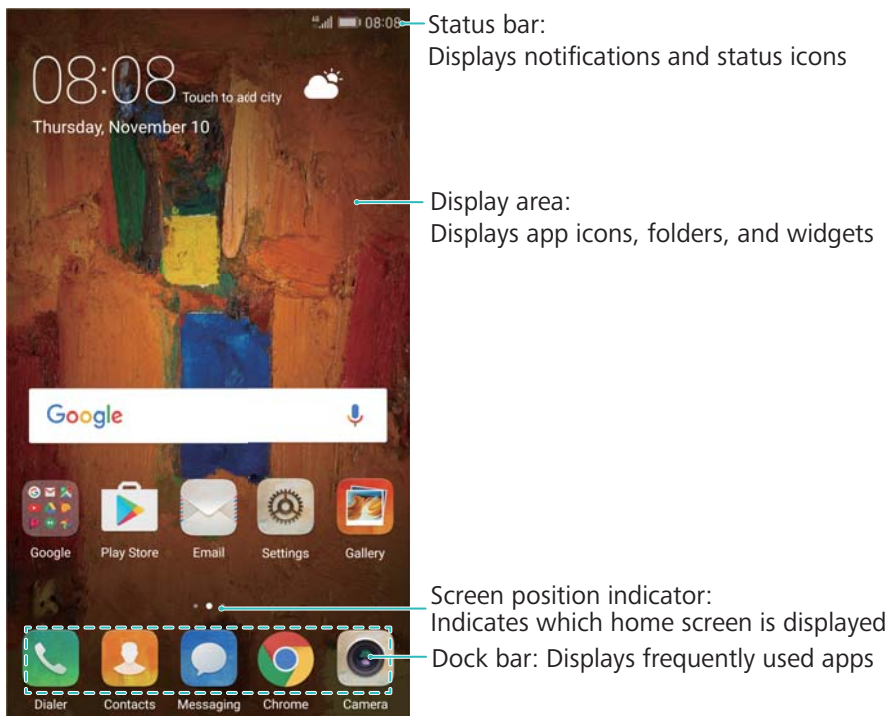 4G 08:08
Status bar:
Displays notifications and status icons
08:08 Touch to add city
Thursday, November 10
Display area:
Displays app icons, folders, and widgets
Google
Google Play Store Email Settings Gallery
Screen position indicator:
Indicates which home screen is displayed
Dock bar: Displays frequently used apps
Dialer Contacts Messaging Chrome Camera